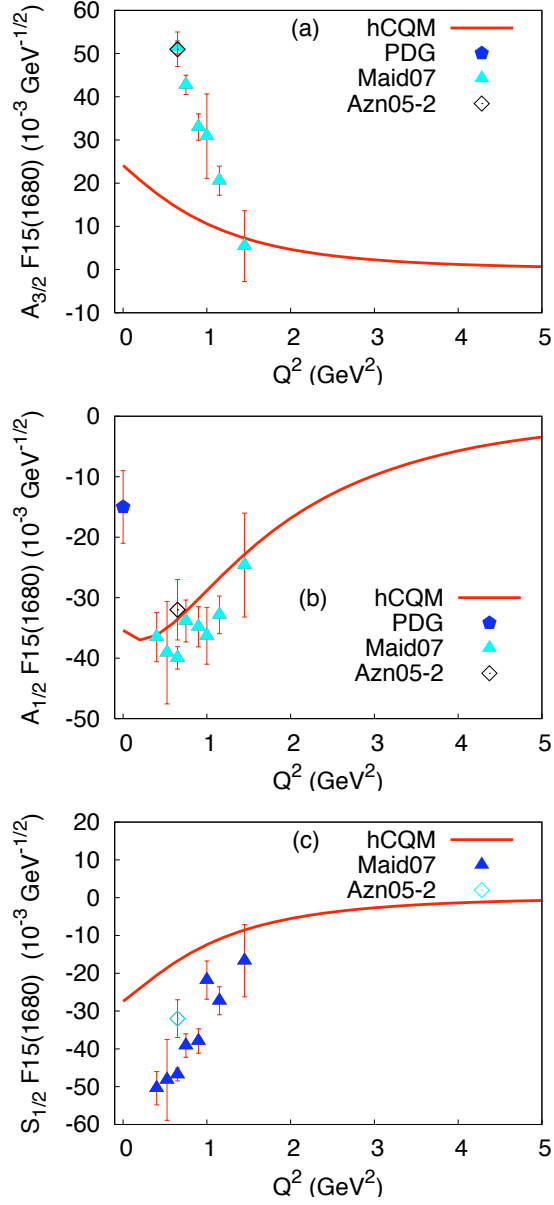 60
50
40
30
20
10
0
-10
(a)
hCQM
PDG
Maid07
Azn05-2
A3/2 F15(1680) (10-3 GeV-1/2)
0 1 2 3 4 5
Q2 (GeV2)
0
-10
-20
-30
-40
-50
(b)
hCQM
PDG
Maid07
Azn05-2
A1/2 F15(1680) (10-3 GeV-1/2)
0 1 2 3 4 5
Q2 (GeV2)
20
10
0
-10
-20
-30
-40
-50
-60
(c)
hCQM
Maid07
Azn05-2
S1/2 F15(1680) (10-3 GeV-1/2)
0 1 2 3 4 5
Q2 (GeV2)